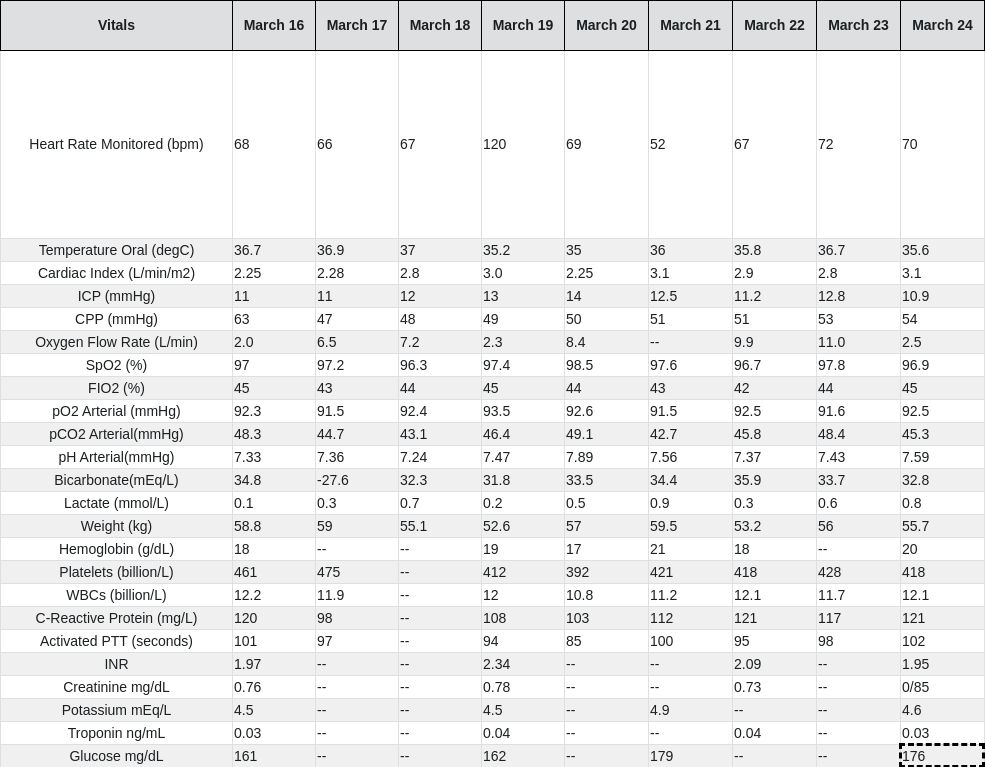 Vitals March 16 March 17 March 18 March 19 March 20 March 21 March 22 March 23 March 24
Heart Rate Monitored (bpm) 68 66 67 120 69 52 67 72 70
Temperature Oral (degC) 36.7 36.9 37 35.2 35 36 35.8 36.7 35.6
Cardiac Index (L/min/m2) 2.25 2.28 2.8 3.0 2.25 3.1 2.9 2.8 3.1
ICP (mmHg) 11 11 12 13 14 12.5 11.2 12.8 10.9
CPP (mmHg) 63 47 48 49 50 51 51 53 54
Oxygen Flow Rate (L/min) 2.0 6.5 7.2 2.3 8.4 -- 9.9 11.0 2.5
SpO2 (%) 97 97.2 96.3 97.4 98.5 97.6 96.7 97.8 96.9
FIO2 (%) 45 43 44 45 44 43 42 44 45
pO2 Arterial (mmHg) 92.3 91.5 92.4 93.5 92.6 91.5 92.5 91.6 92.5
pCO2 Arterial(mmHg) 48.3 44.7 43.1 46.4 49.1 42.7 45.8 48.4 45.3
pH Arterial(mmHg) 7.33 7.36 7.24 7.47 7.89 7.56 7.37 7.43 7.59
Bicarbonate(mEq/L) 34.8 -27.6 32.3 31.8 33.5 34.4 35.9 33.7 32.8
Lactate (mmol/L) 0.1 0.3 0.7 0.2 0.5 0.9 0.3 0.6 0.8
Weight (kg) 58.8 59 55.1 52.6 57 59.5 53.2 56 55.7
Hemoglobin (g/dL) 18 -- -- 19 17 21 18 -- 20
Platelets (billion/L) 461 475 -- 412 392 421 418 428 418
WBCs (billion/L) 12.2 11.9 -- 12 10.8 11.2 12.1 11.7 12.1
C-Reactive Protein (mg/L) 120 98 -- 108 103 112 121 117 121
Activated PTT (seconds) 101 97 -- 94 85 100 95 98 102
INR 1.97 -- -- 2.34 -- -- 2.09 -- 1.95
Creatinine mg/dL 0.76 -- -- 0.78 -- -- 0.73 -- 0/85
Potassium mEq/L 4.5 -- -- 4.5 -- 4.9 -- -- 4.6
Troponin ng/mL 0.03 -- -- 0.04 -- -- 0.04 -- 0.03
Glucose mg/dL 161 -- -- 162 -- 179 -- -- 176